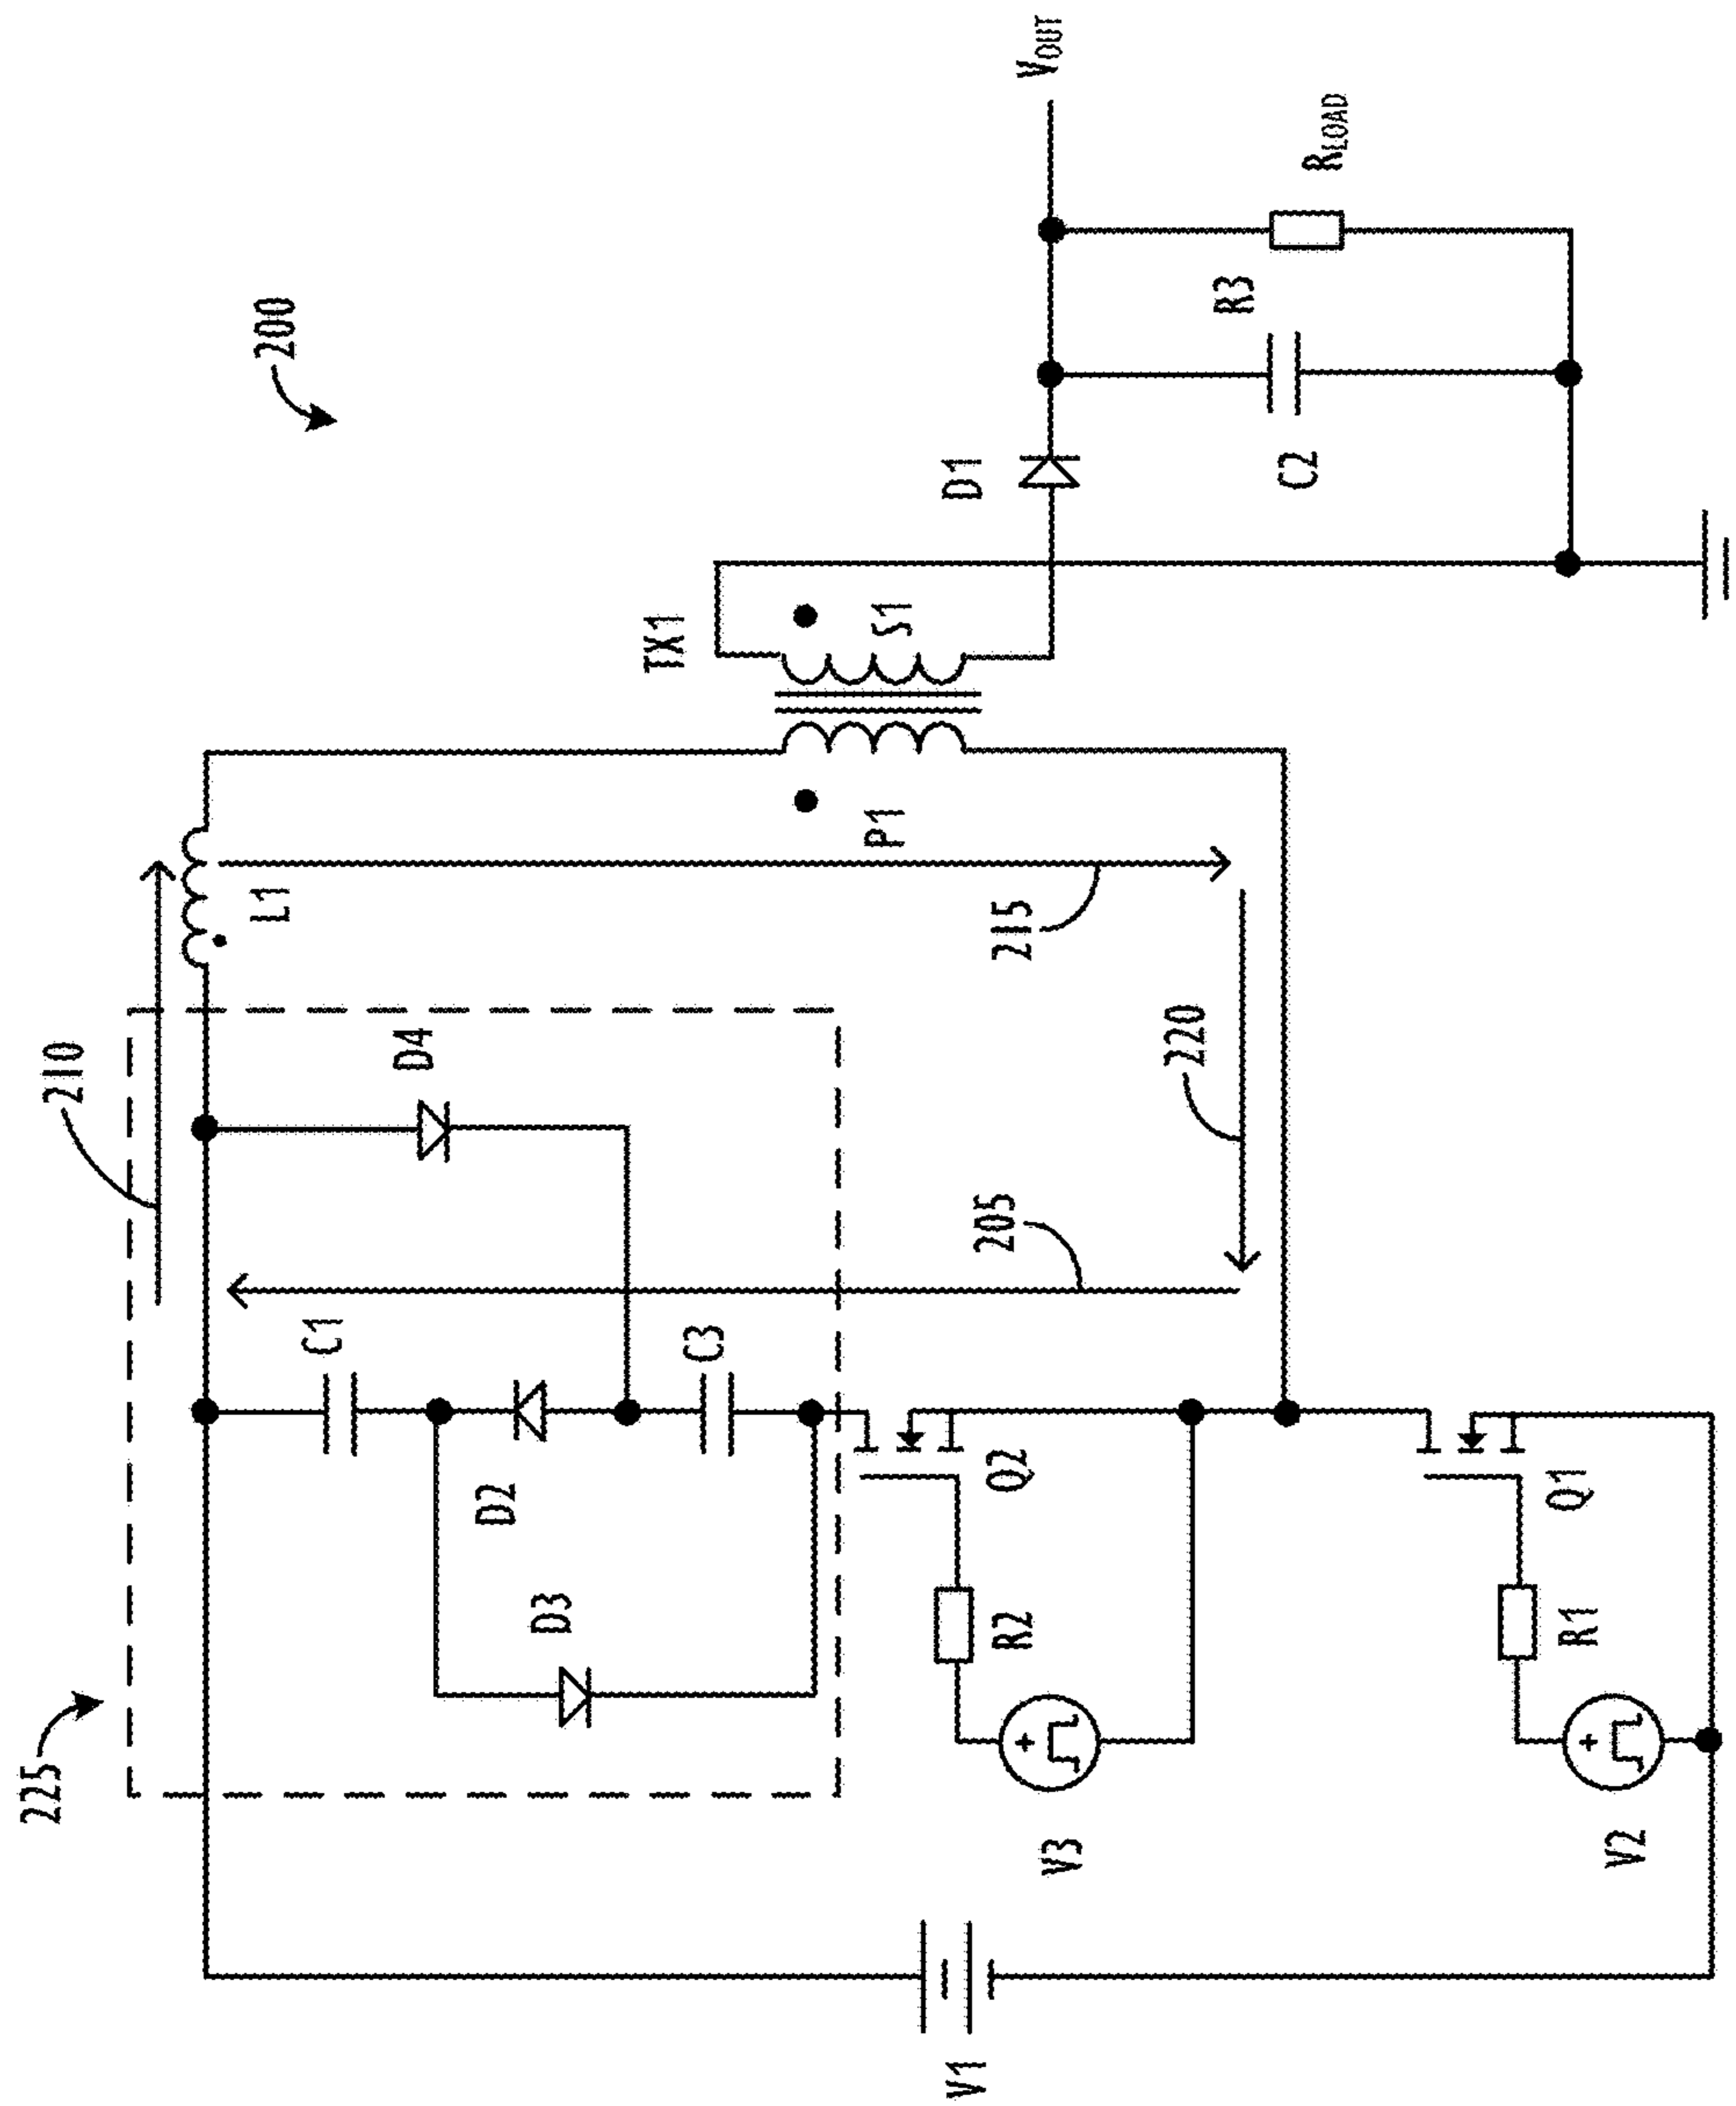 200
210
225
L1
D4
C1
C3
D2
D3
205
215
220
TX1
P1
S1
D1
VOUT
RLOAD
R3
C2
Q2
R2
V3
+
Q1
R1
V2
+
V1